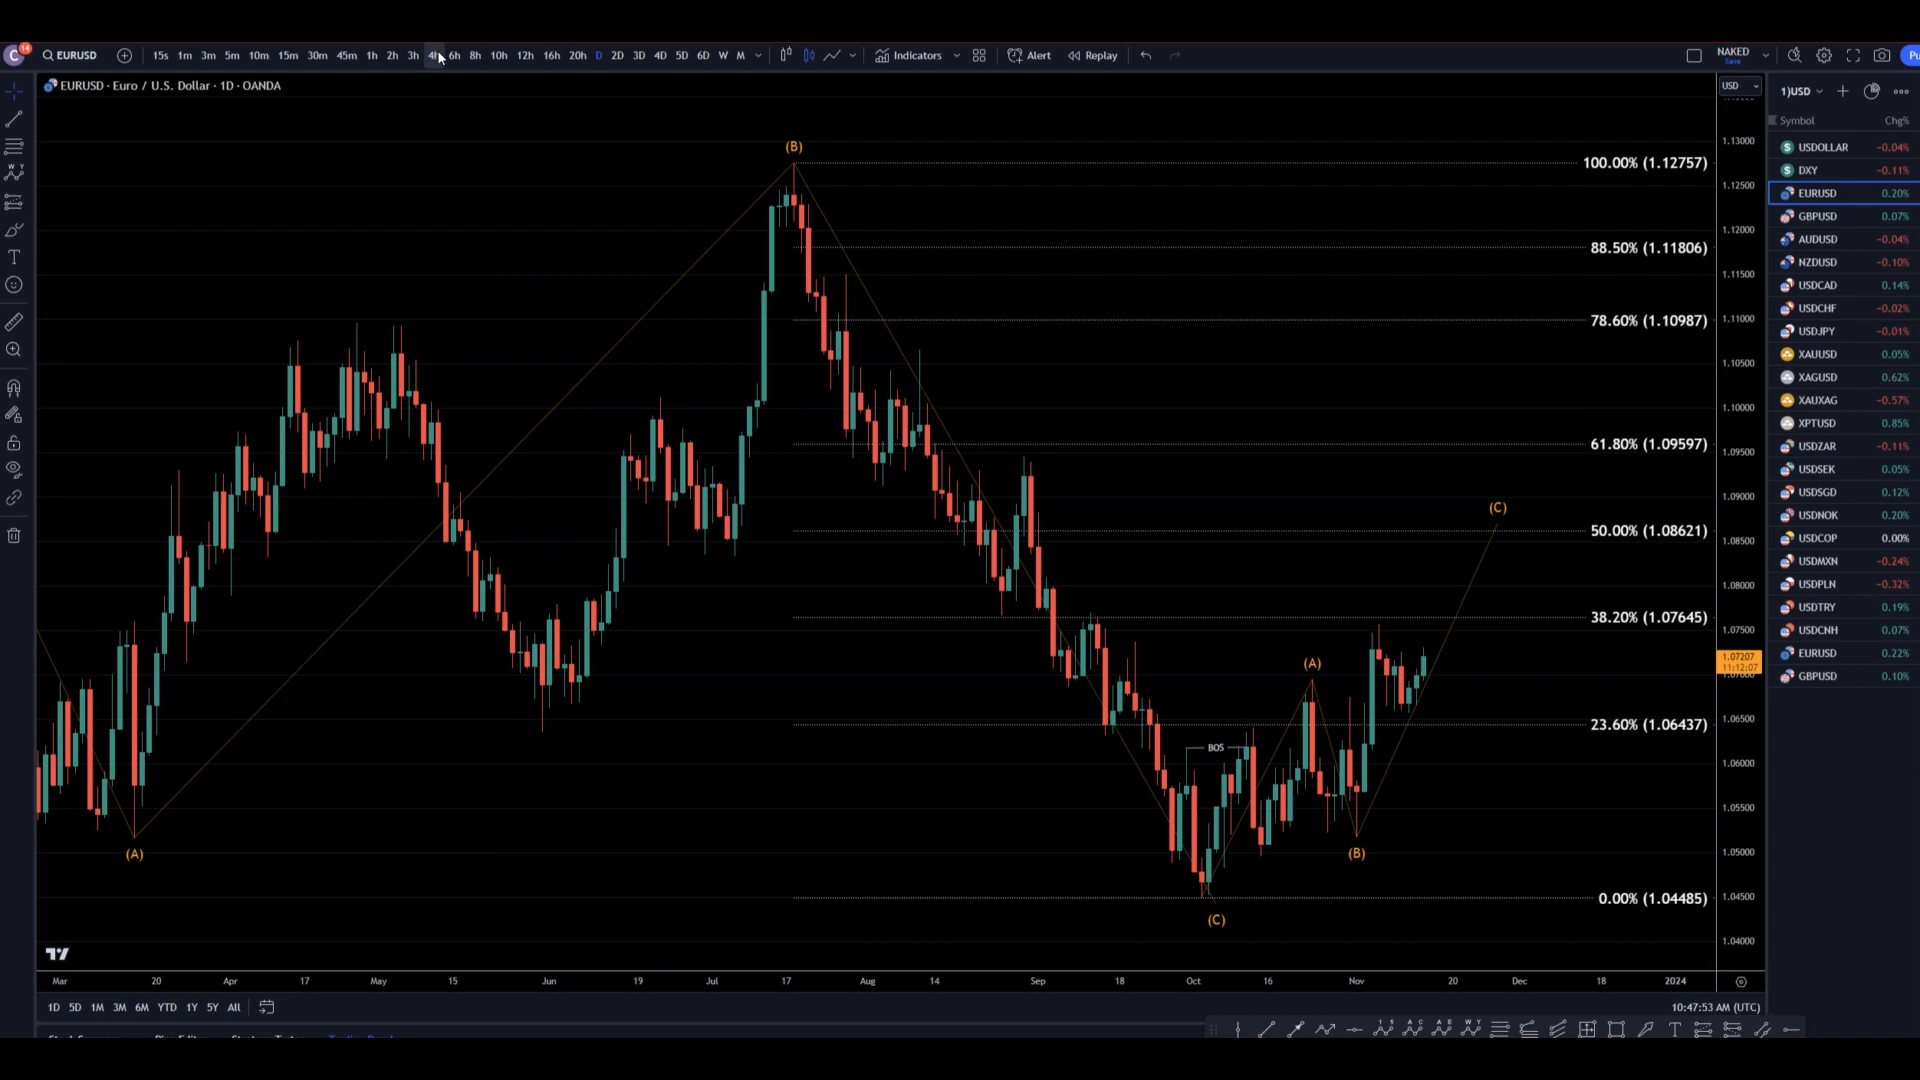 C 14 EURUSD 15s 1m 3m 5m 10m 15m 30m 45m 1h 2h 3h 4h 6h 8h 10h 12h 16h 20h D 2D 3D 4D 5D 6D W M Indicators Alert Replay NAKED Pu
Save
EURUSD · Euro / U.S. Dollar · 1D · OANDA
USD
1)USD
Symbol Chg%
USDOLLAR −0.04%
DXY −0.11%
EURUSD 0.20%
GBPUSD 0.07%
AUDUSD −0.04%
NZDUSD −0.10%
USDCAD 0.14%
USDCHF −0.02%
USDJPY −0.01%
XAUUSD 0.05%
XAGUSD 0.62%
XAUXAG −0.57%
XPTUSD 0.85%
USDZAR −0.11%
USDSEK 0.05%
USDSGD 0.12%
USDNOK 0.20%
USDCOP 0.00%
USDMXN −0.24%
USDPLN −0.32%
USDTRY 0.19%
USDCNH 0.07%
EURUSD 0.22%
GBPUSD 0.10%
1.13000
1.12500
1.12000
1.11500
1.11000
1.10500
1.10000
1.09500
1.09000
1.08500
1.08000
1.07500
1.07207
11:12:07
1.07000
1.06500
1.06000
1.05500
1.05000
1.04500
1.04000
(B)
100.00% (1.12757)
88.50% (1.11806)
78.60% (1.10987)
61.80% (1.09597)
(C)
50.00% (1.08621)
38.20% (1.07645)
(A)
23.60% (1.06437)
BOS
(A)
(B)
0.00% (1.04485)
(C)
Mar 20 Apr 17 May 15 Jun 19 Jul 17 Aug 14 Sep 18 Oct 16 Nov 20 Dec 18 2024
1D 5D 1M 3M 6M YTD 1Y 5Y All
10:47:53 AM (UTC)